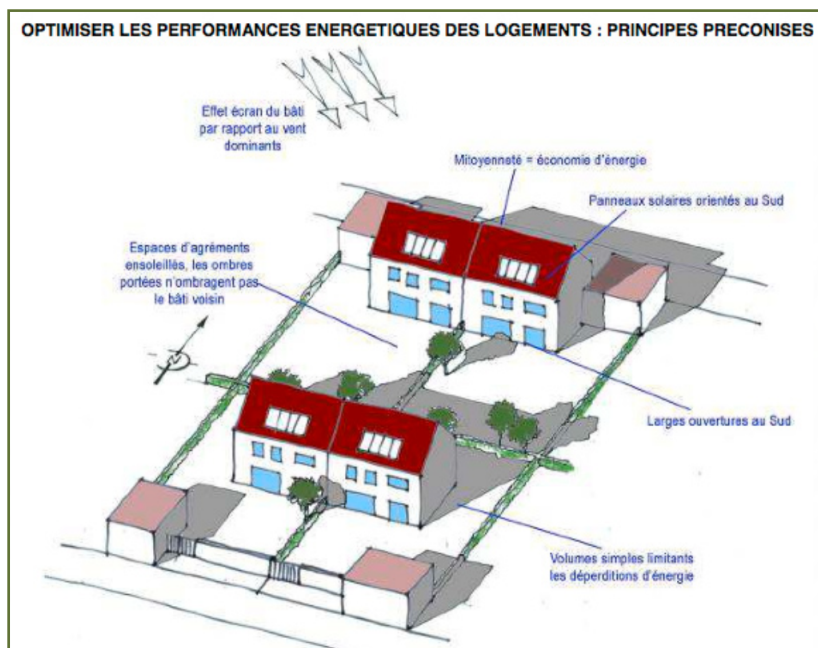 OPTIMISER LES PERFORMANCES ENERGETIQUES DES LOGEMENTS : PRINCIPES PRECONISES
Effet écran du bâti
par rapport au vent
dominants
Mitoyenneté = économie d'énergie
Panneaux solaires orientés au Sud
Espaces d'agréments
ensoleillés, les ombres
portées n'ombragent pas
le bâti voisin
Larges ouvertures au Sud
Volumes simples limitants
les déperditions d'énergie